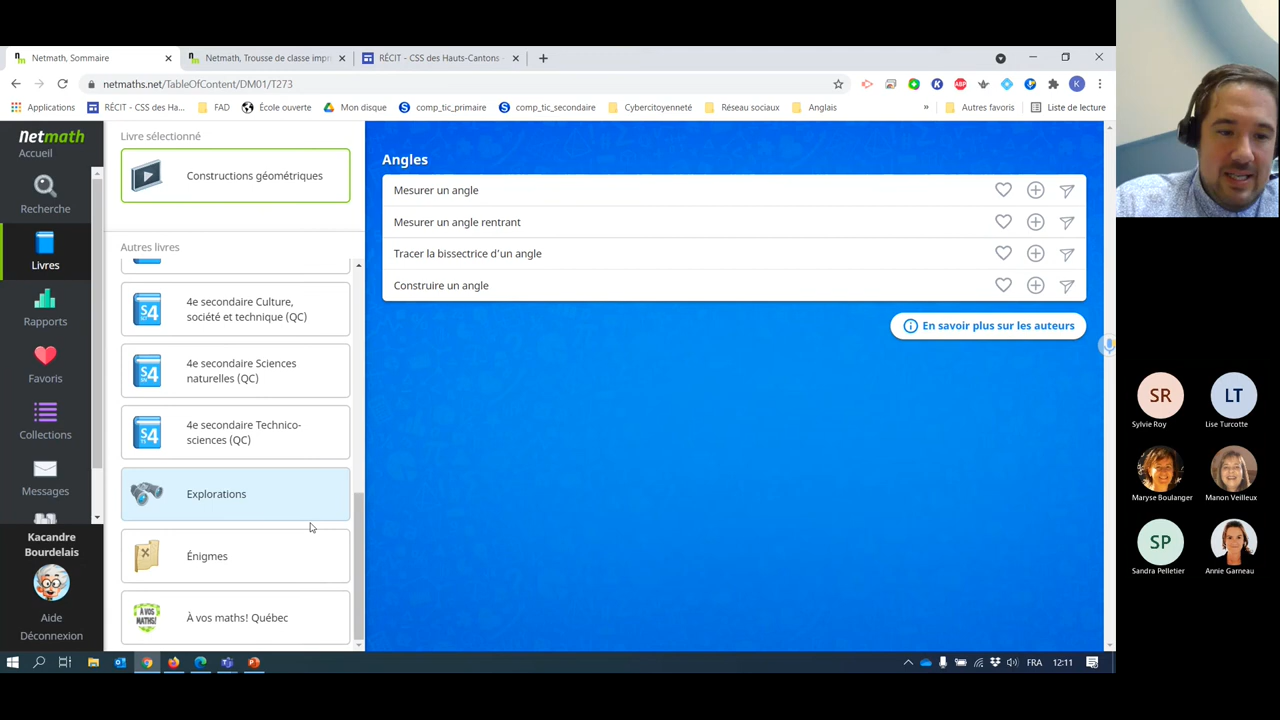 Netmath, Sommaire
Netmath, Trousse de classe impr
RÉCIT - CSS des Hauts-Cantons -
netmaths.net/TableOfContent/DM01/T273
Applications
RÉCIT - CSS des Ha...
FAD
École ouverte
Mon disque
comp_tic_primaire
comp_tic_secondaire
Cybercitoyenneté
Réseau sociaux
Anglais
»
Autres favoris
Liste de lecture
netmath
Accueil
Recherche
Livres
Rapports
Favoris
Collections
Messages
Kacandre
Bourdelais
Aide
Déconnexion
Livre sélectionné
Constructions géométriques
Autres livres
4e secondaire Culture,
société et technique (QC)
4e secondaire Sciences
naturelles (QC)
4e secondaire Technico-
sciences (QC)
Explorations
Énigmes
À VOS
MATHS!
À vos maths! Québec
Angles
Mesurer un angle
Mesurer un angle rentrant
Tracer la bissectrice d'un angle
Construire un angle
En savoir plus sur les auteurs
SR
Sylvie Roy
LT
Lise Turcotte
Maryse Boulanger
Manon Veilleux
SP
Sandra Pelletier
Annie Garneau
FRA
12:11